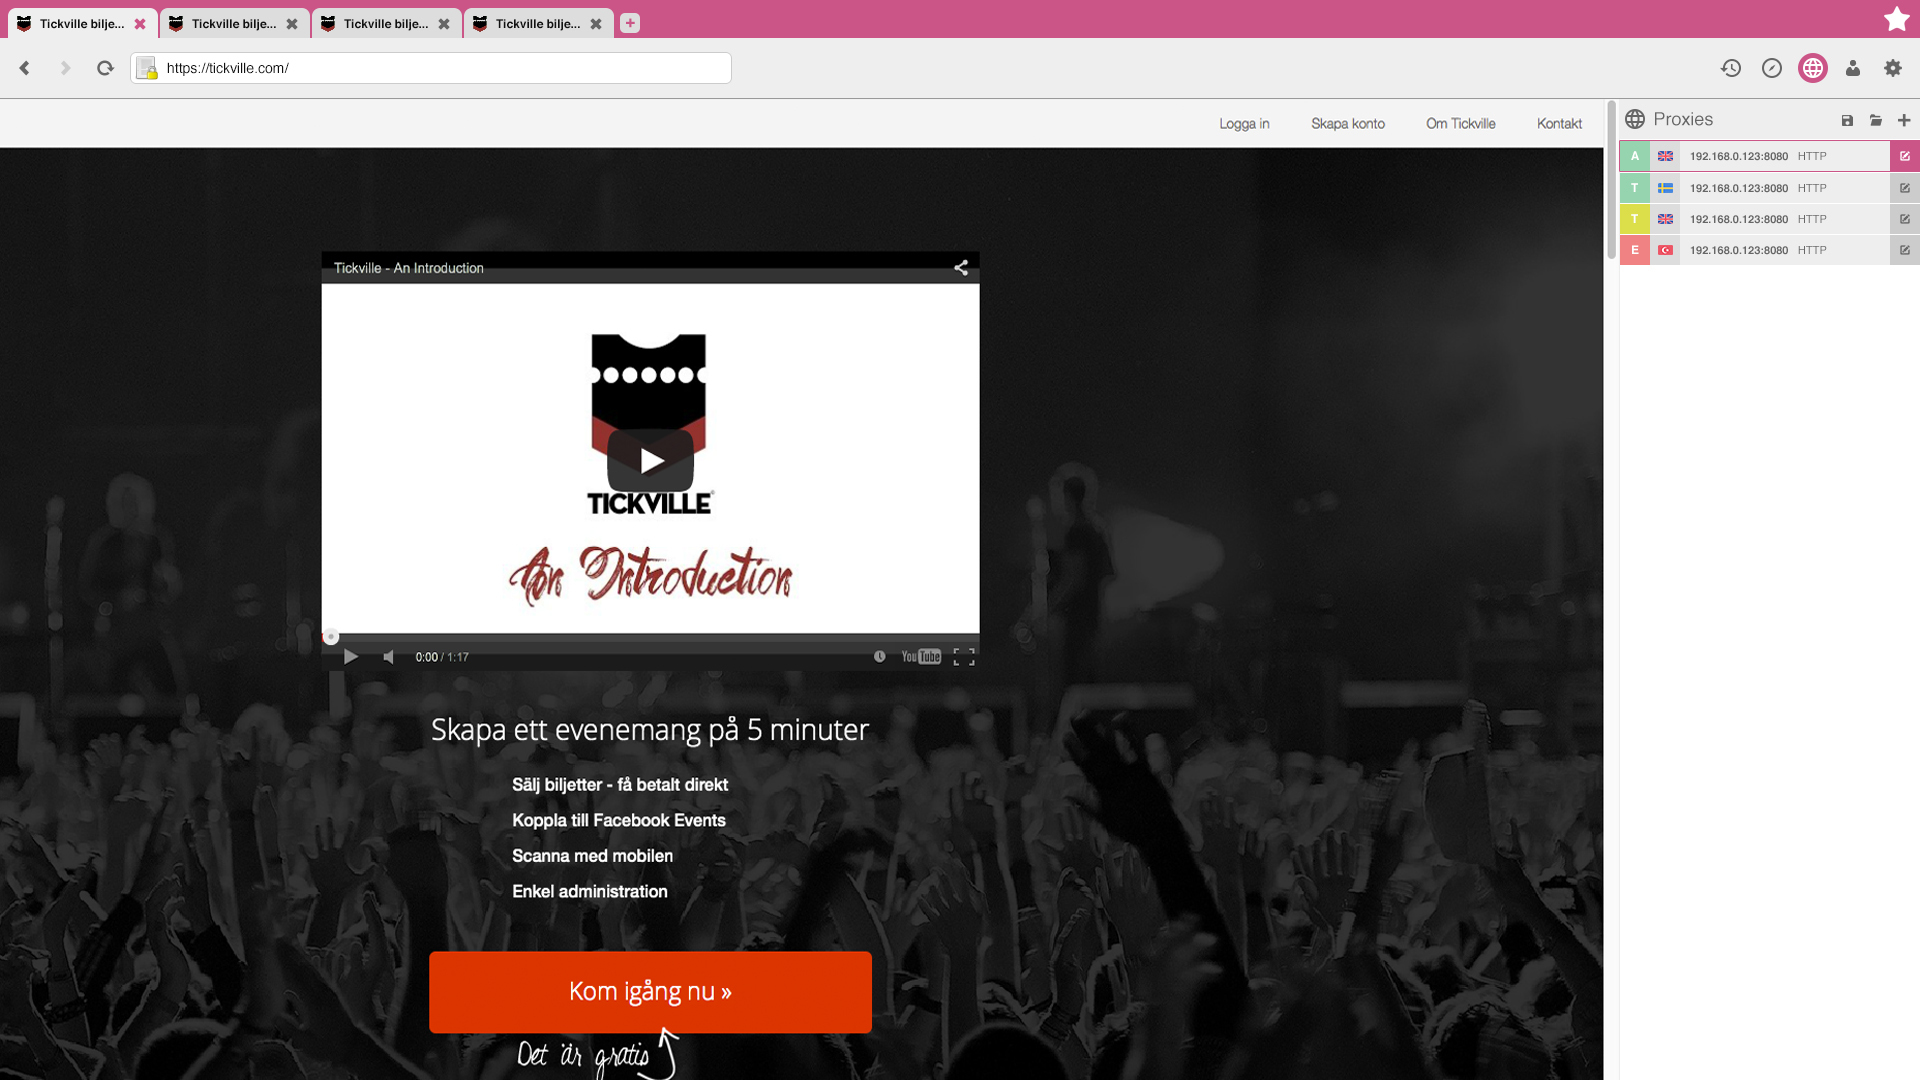 Tickville bilje...
Tickville bilje...
Tickville bilje...
Tickville bilje...
https://tickville.com/
Logga in
Skapa konto
Om Tickville
Kontakt
Proxies
A 192.168.0.123:8080 HTTP
T 192.168.0.123:8080 HTTP
T 192.168.0.123:8080 HTTP
E 192.168.0.123:8080 HTTP
Tickville - An Introduction
TICKVILLE
An Introduction
0:00 / 1:17
YouTube
Skapa ett evenemang på 5 minuter
Sälj biljetter - få betalt direkt
Koppla till Facebook Events
Scanna med mobilen
Enkel administration
Kom igång nu »
Det är gratis